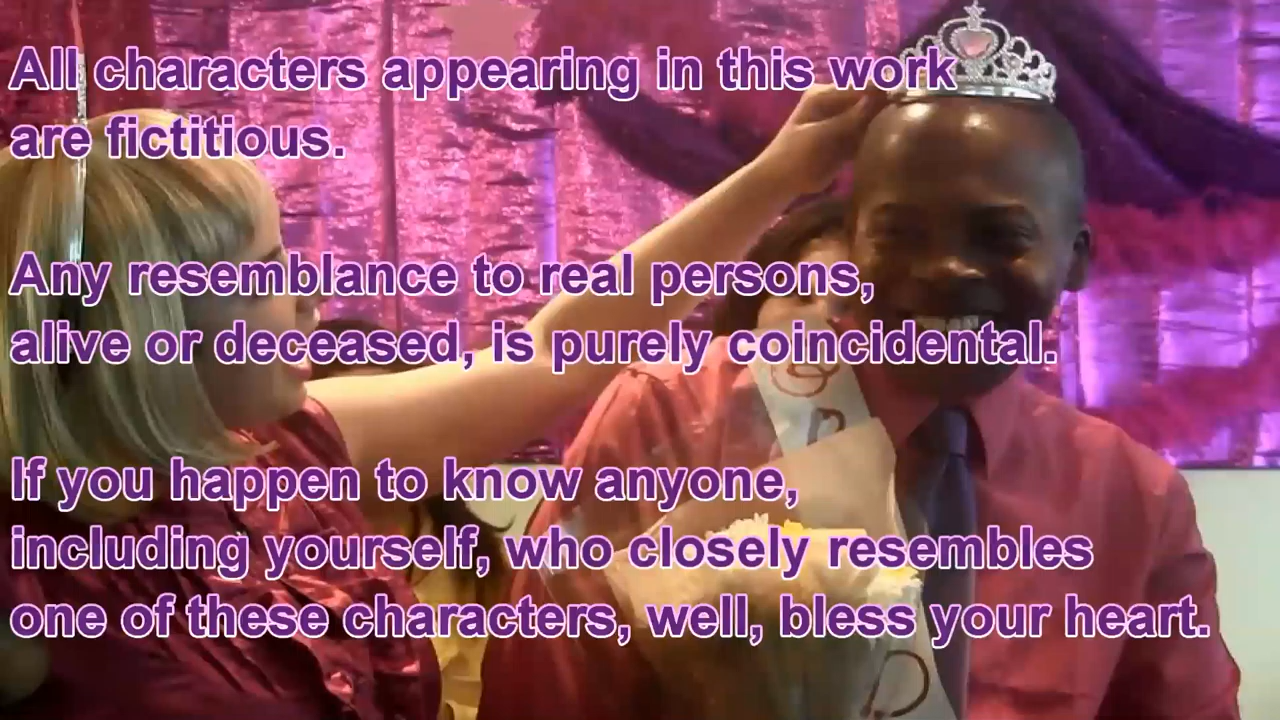 All characters appearing in this work
are fictitious.
Any resemblance to real persons,
alive or deceased, is purely coincidental.
If you happen to know anyone,
including yourself, who closely resembles
one of these characters, well, bless your heart.